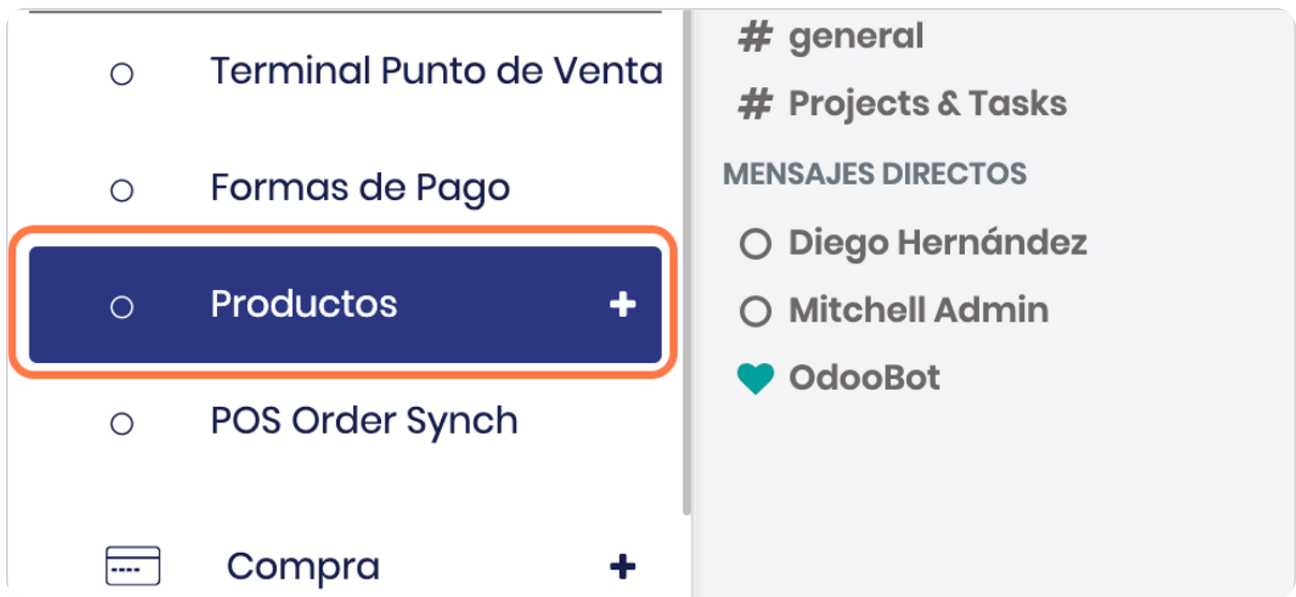 Terminal Punto de Venta
Formas de Pago
Productos
POS Order Synch
Compra
# general
# Projects & Tasks
MENSAJES DIRECTOS
Diego Hernández
Mitchell Admin
OdooBot